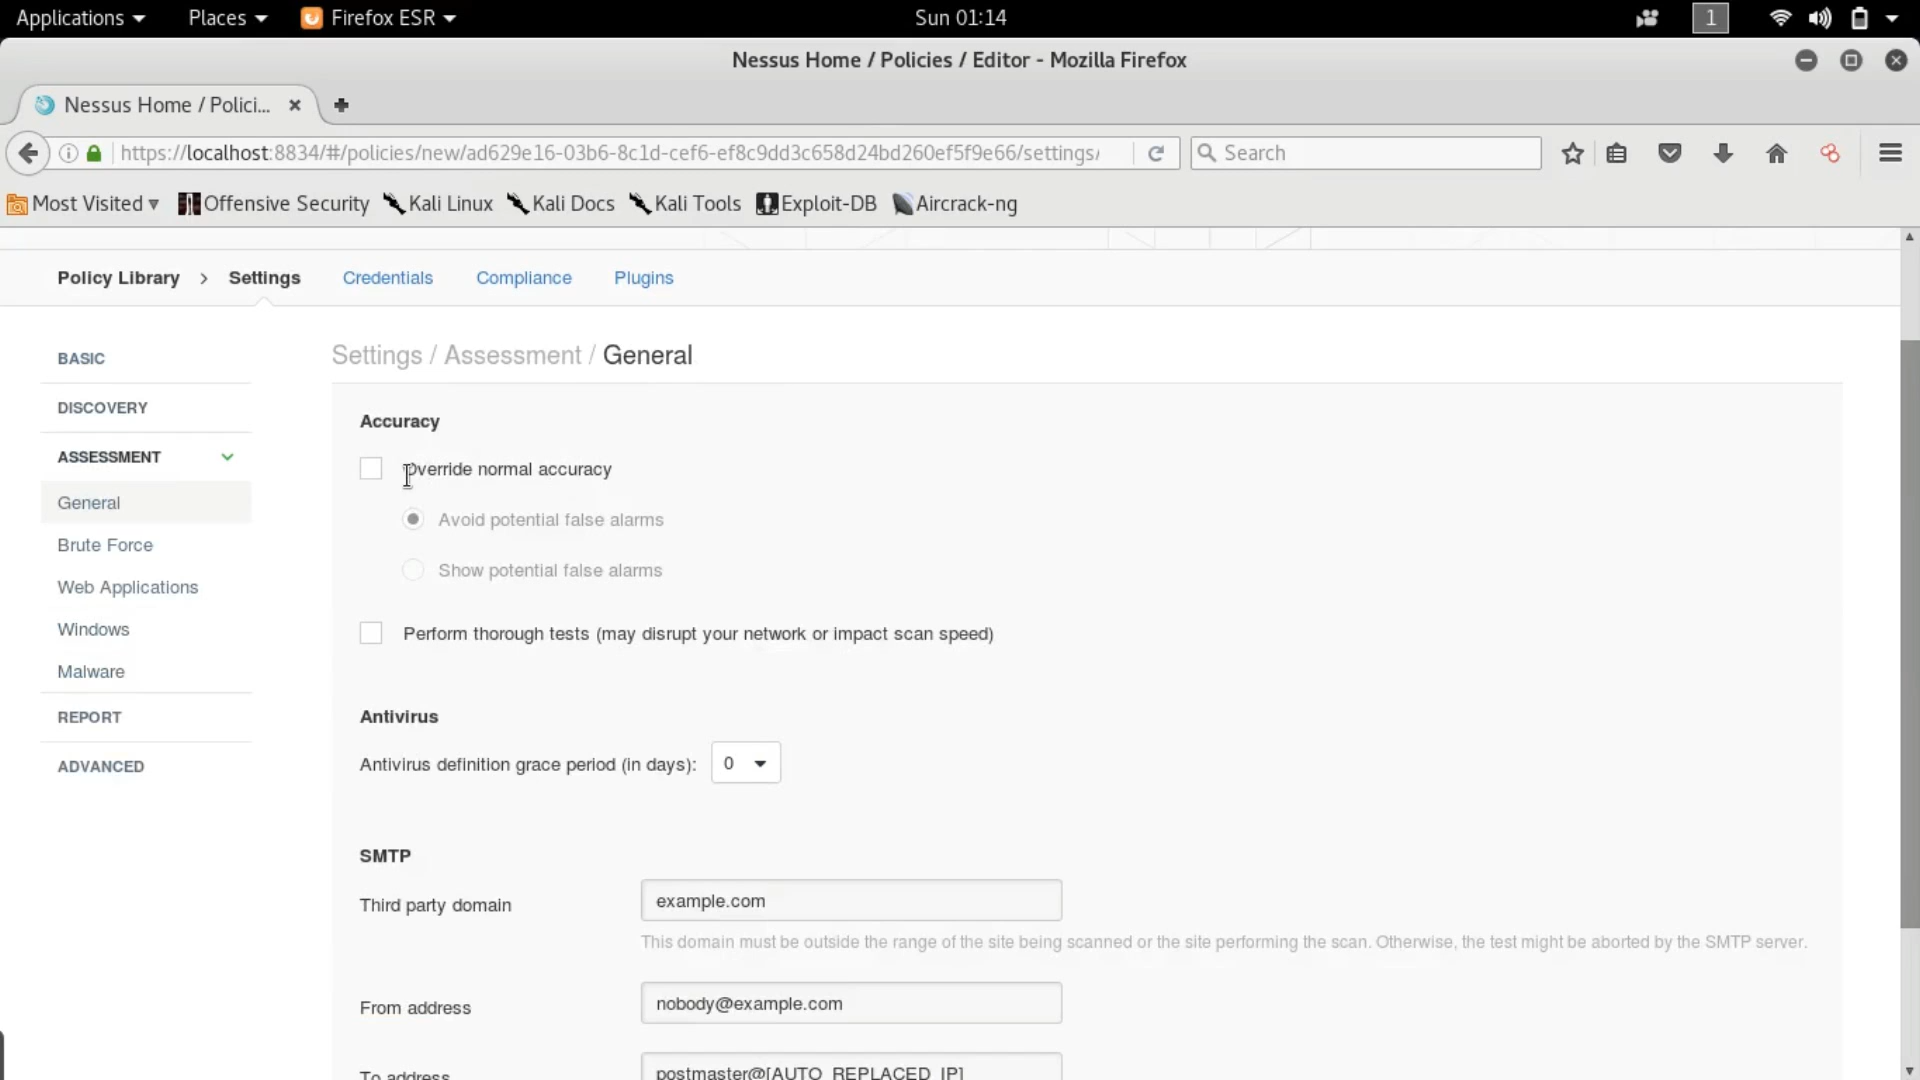 Applications Places Firefox ESR Sun 01:14 1
Nessus Home / Policies / Editor - Mozilla Firefox
Nessus Home / Polici...
https://localhost:8834/#/policies/new/ad629e16-03b6-8c1d-cef6-ef8c9dd3c658d24bd260ef5f9e66/settings/ Search
Most Visited Offensive Security Kali Linux Kali Docs Kali Tools Exploit-DB Aircrack-ng
Policy Library > Settings Credentials Compliance Plugins
BASIC
DISCOVERY
ASSESSMENT
General
Brute Force
Web Applications
Windows
Malware
REPORT
ADVANCED
Settings / Assessment / General
Accuracy
Override normal accuracy
Avoid potential false alarms
Show potential false alarms
Perform thorough tests (may disrupt your network or impact scan speed)
Antivirus
Antivirus definition grace period (in days): 0
SMTP
Third party domain example.com
This domain must be outside the range of the site being scanned or the site performing the scan. Otherwise, the test might be aborted by the SMTP server.
From address nobody@example.com
To address postmaster@[AUTO_REPLACED_IP]